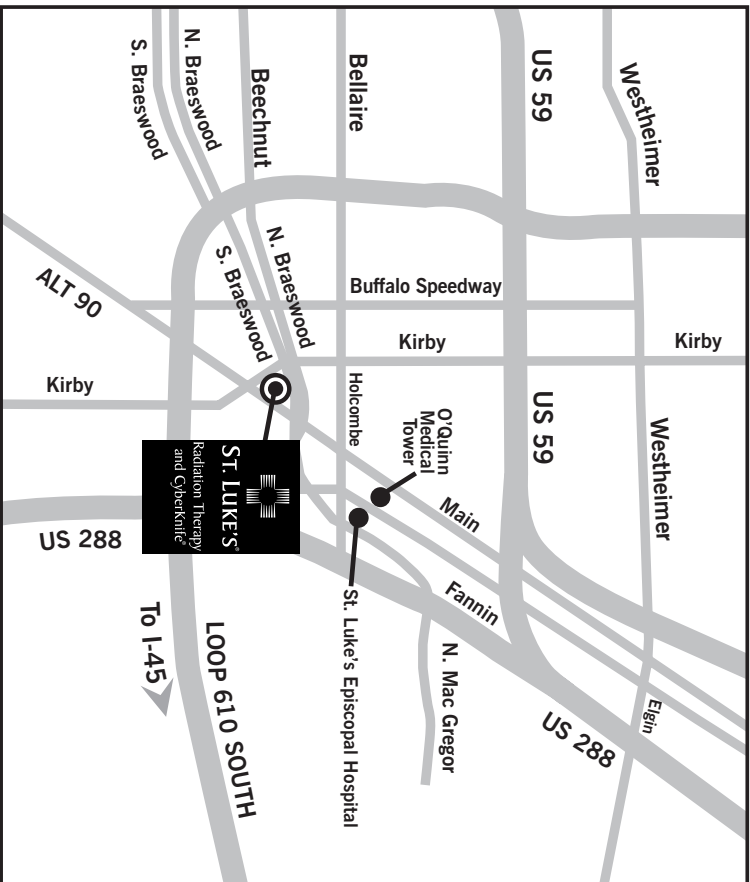 S. Braeswood
N. Braeswood
Beechnut
Bellaire
US 59
Westheimer
S. Braeswood
N. Braeswood
ALT 90
Buffalo Speedway
Kirby
Kirby
Kirby
Holcombe
O'Quinn
Medical
Tower
US 59
Westheimer
ST. LUKE'S®
Radiation Therapy
and CyberKnife®
Main
US 288
Fannin
To I-45
LOOP 610 SOUTH
St. Luke's Episcopal Hospital
N. Mac Gregor
US 288
Elgin